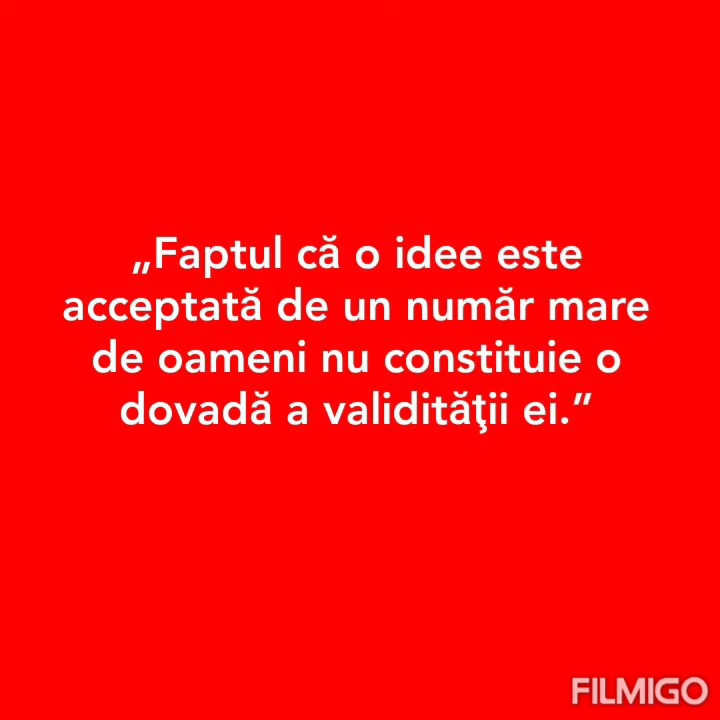 „Faptul că o idee este
acceptată de un număr mare
de oameni nu constituie o
dovadă a validităţii ei.”
FILMIGO